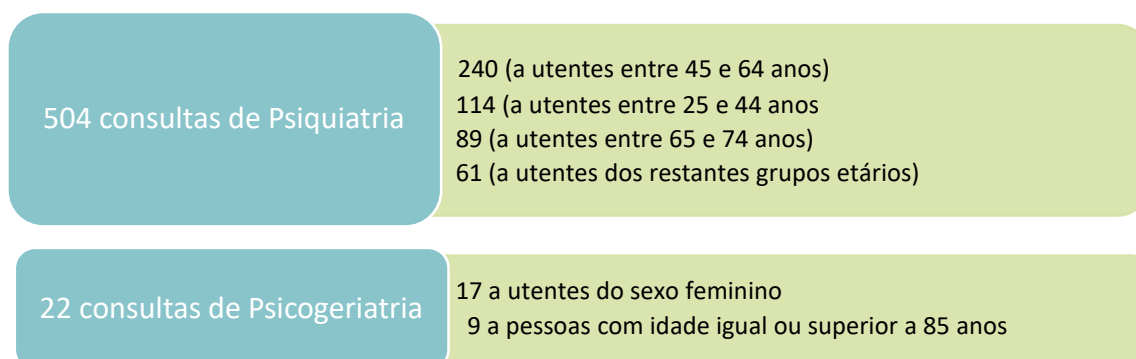 504 consultas de Psiquiatria
240 (a utentes entre 45 e 64 anos)
114 (a utentes entre 25 e 44 anos
89 (a utentes entre 65 e 74 anos)
61 (a utentes dos restantes grupos etários)
22 consultas de Psicogeriatria
17 a utentes do sexo feminino
9 a pessoas com idade igual ou superior a 85 anos